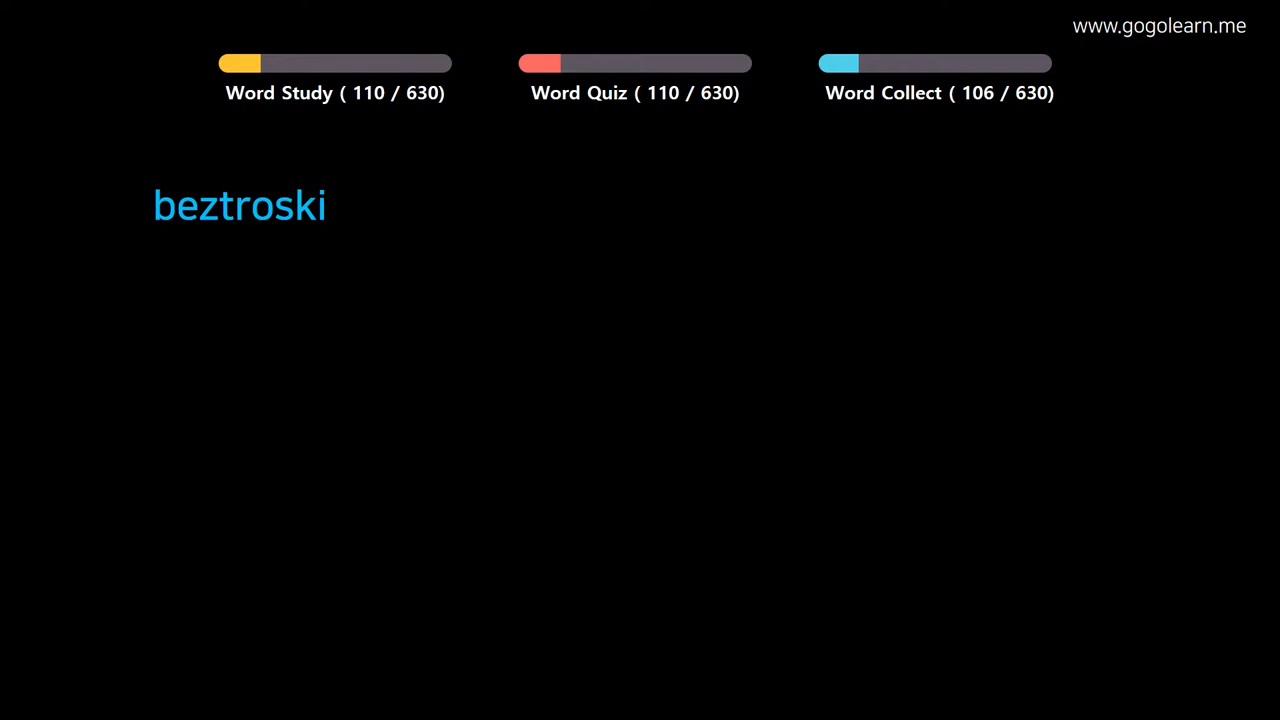 www.gogolearn.me
Word Study ( 110 / 630)
Word Quiz ( 110 / 630)
Word Collect ( 106 / 630)
beztroski